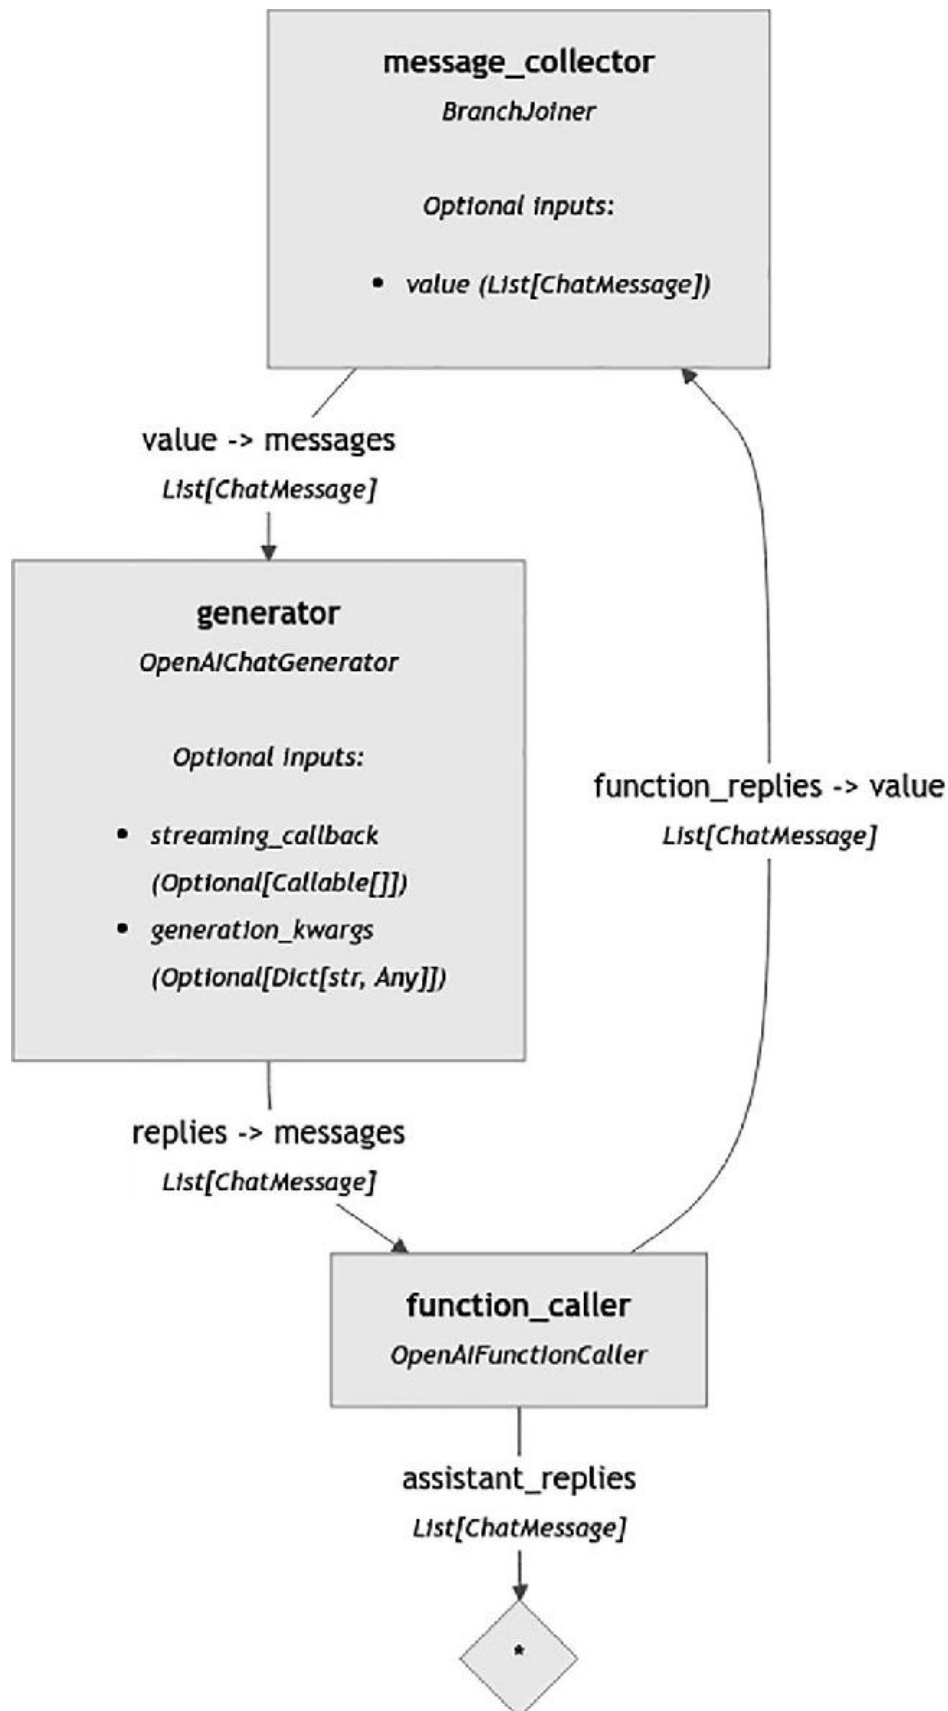 message_collector
BranchJoiner
Optional inputs:
• value (List[ChatMessage])
value -> messages
List[ChatMessage]
generator
OpenAIChatGenerator
Optional inputs:
• streaming_callback
(Optional[Callable[]])
• generation_kwargs
(Optional[Dict[str, Any]])
function_replies -> value
List[ChatMessage]
replies -> messages
List[ChatMessage]
function_caller
OpenAIFunctionCaller
assistant_replies
List[ChatMessage]
*